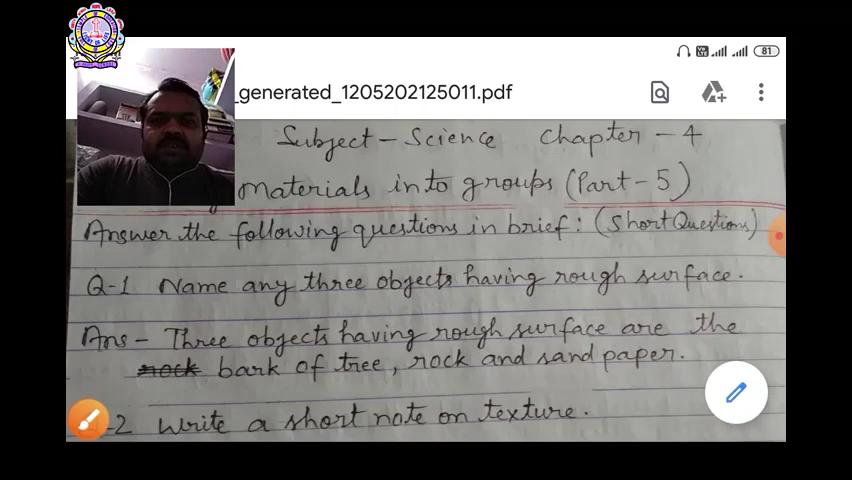 81
_generated_1205202125011.pdf
Subject - Science Chapter - 4
materials into groups (Part - 5)
Answer the following questions in brief: (Short Questions)
Q-1 Name any three objects having rough surface.
Ans - Three objects having rough surface are the
rock bark of tree, rock and sand paper.
-2 Write a short note on texture.